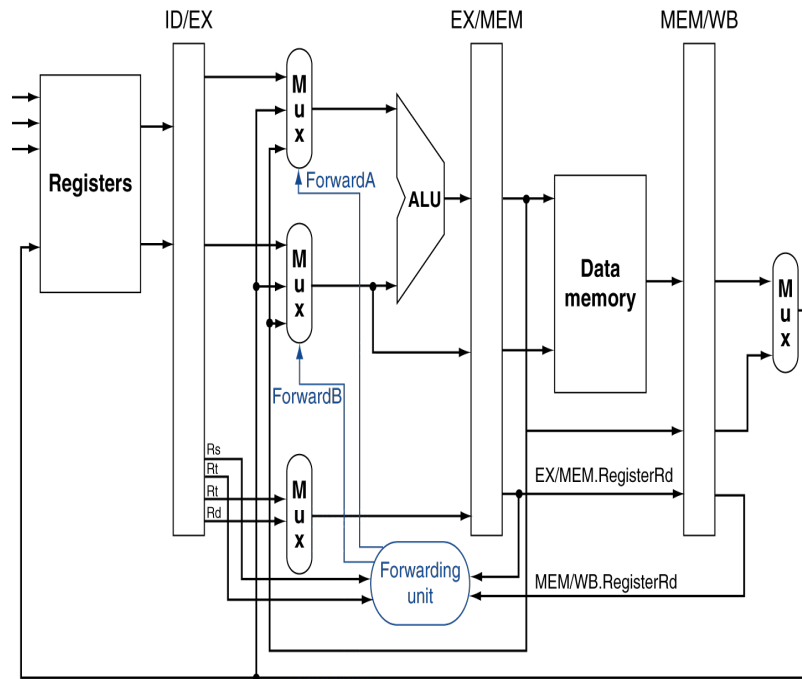 ID/EX
EX/MEM
MEM/WB
M
u
x
Registers
ForwardA
ALU
M
u
x
Data
memory
M
u
x
ForwardB
Rs
Rt
Rt
Rd
M
u
x
EX/MEM.RegisterRd
Forwarding
unit
MEM/WB.RegisterRd